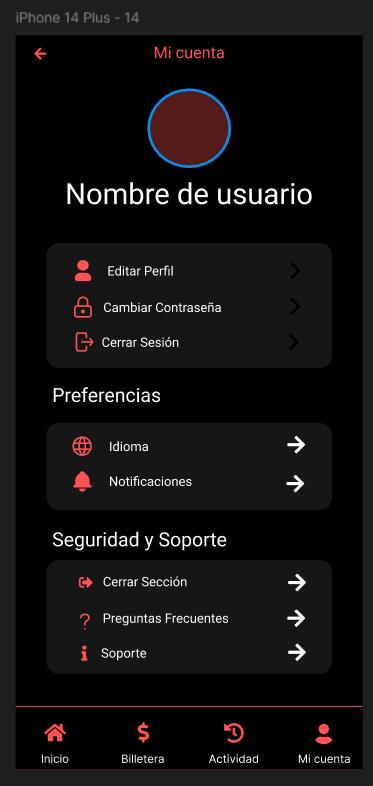 iPhone 14 Plus - 14
Mi cuenta
Nombre de usuario
Editar Perfil
Cambiar Contraseña
Cerrar Sesión
Preferencias
Idioma
Notificaciones
Seguridad y Soporte
Cerrar Sección
Preguntas Frecuentes
Soporte
Inicio
Billetera
Actividad
Mi cuenta